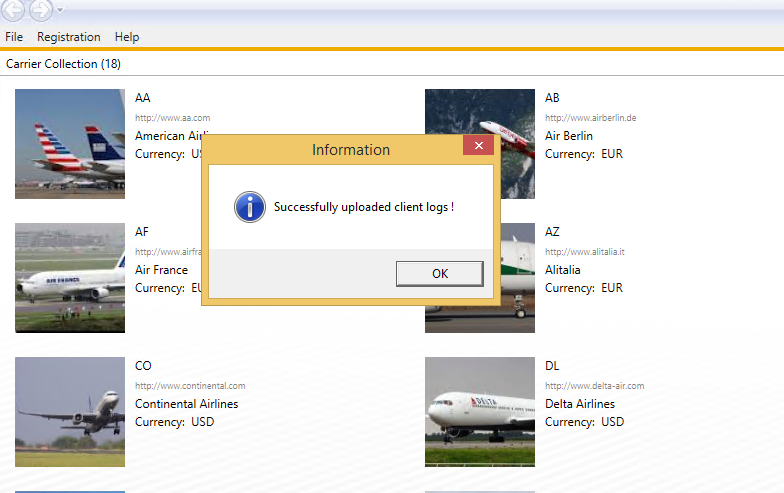 File Registration Help
Carrier Collection (18)
AA
http://www.aa.com
American
Currency:
AB
http://www.airberlin.de
Air Berlin
Currency: EUR
Information
Successfully uploaded client logs !
OK
AF
Air France
Currency:
AIR FRANCE
AZ
http://www.alitalia.it
Alitalia
Currency: EUR
CO
http://www.continental.com
Continental Airlines
Currency: USD
DELTA
DL
http://www.delta-air.com
Delta Airlines
Currency: USD